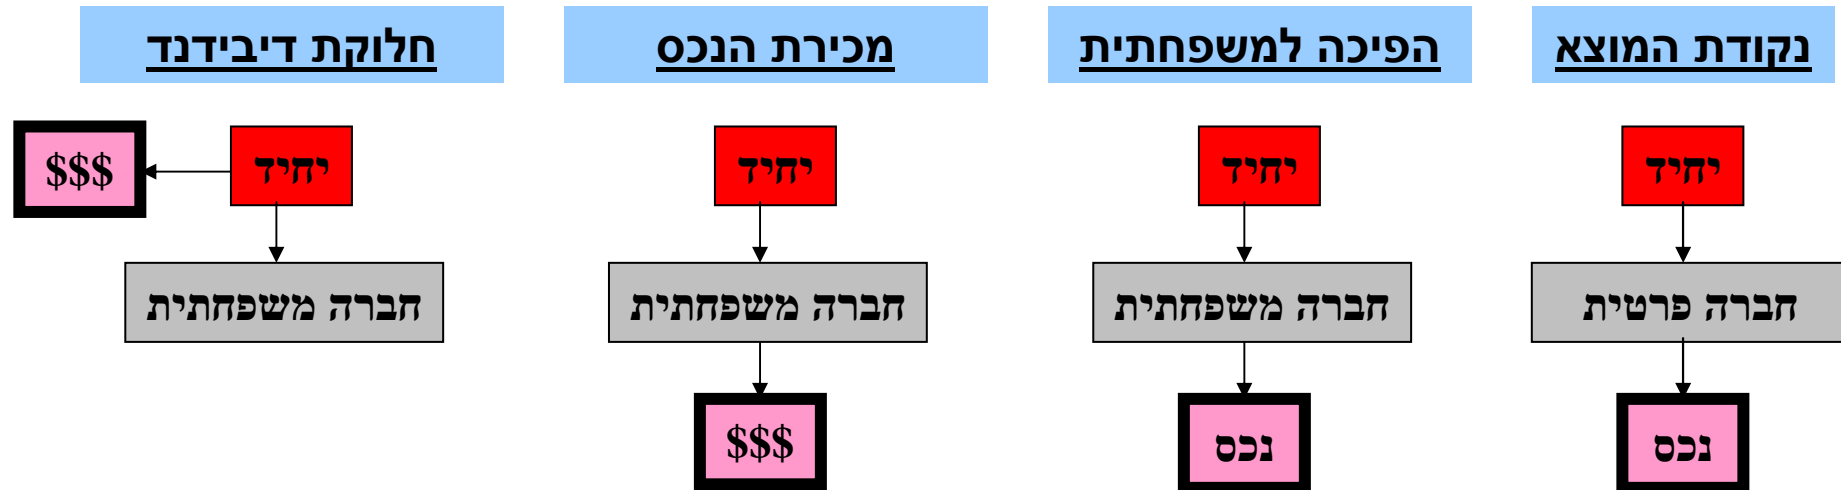 נקודת המוצא
הפיכה למשפחתית
מכירת הנכס
חלוקת דיבידנד
יחיד
יחיד
יחיד
יחיד
$$$
חברה פרטית
חברה משפחתית
חברה משפחתית
חברה משפחתית
נכס
נכס
$$$